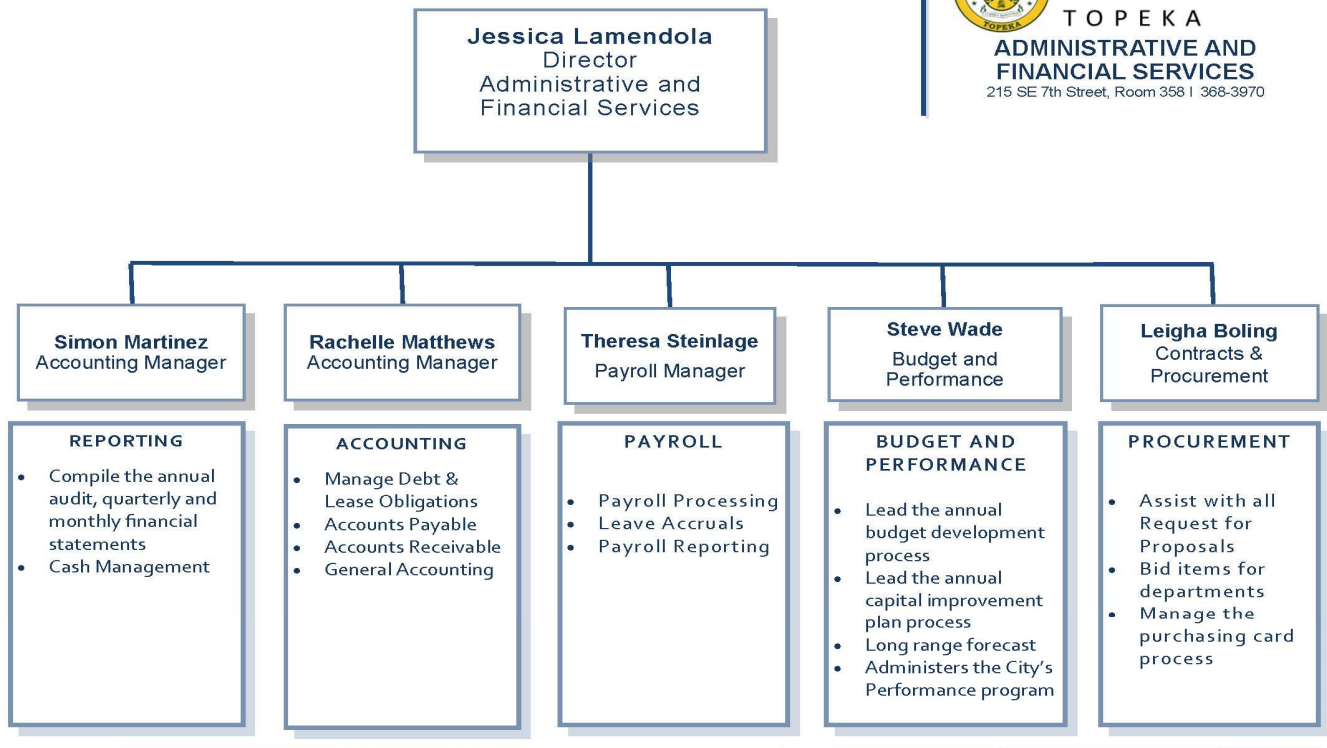 Jessica Lamendola
Director
Administrative and
Financial Services
TOPEKA
TOPEKA
ADMINISTRATIVE AND
FINANCIAL SERVICES
215 SE 7th Street, Room 358 I 368-3970
Simon Martinez
Accounting Manager
Rachelle Matthews
Accounting Manager
Theresa Steinlage
Payroll Manager
Steve Wade
Budget and
Performance
Leigha Boling
Contracts &
Procurement
REPORTING
• Compile the annual
audit, quarterly and
monthly financial
statements
• Cash Management
ACCOUNTING
• Manage Debt &
Lease Obligations
• Accounts Payable
• Accounts Receivable
• General Accounting
PAYROLL
• Payroll Processing
• Leave Accruals
• Payroll Reporting
BUDGET AND
PERFORMANCE
• Lead the annual
budget development
process
• Lead the annual
capital improvement
plan process
• Long range forecast
• Administers the City’s
Performance program
PROCUREMENT
• Assist with all
Request for
Proposals
• Bid items for
departments
• Manage the
purchasing card
process